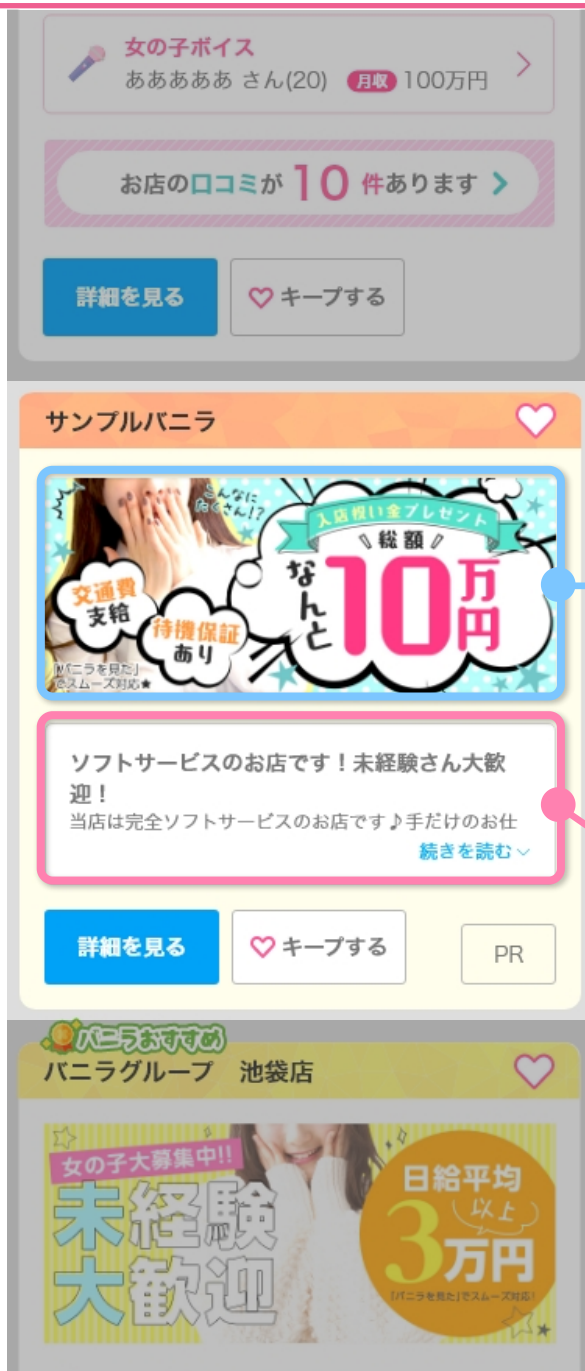 女の子ボイス
あああああ さん(20) 月収 100万円
お店の口コミが 10 件あります
詳細を見る
キープする
サンプルバニラ
こんなに
たくさん!?
入店祝い金プレゼント
総額
なんと
10万円
交通費
支給
待機保証
あり
「バニラを見た」
でスムーズ対応★
ソフトサービスのお店です！未経験さん大歓
迎！
当店は完全ソフトサービスのお店です♪手だけのお仕
続きを読む
詳細を見る
キープする
PR
バニラおすすめ
バニラグループ　池袋店
女の子大募集中!!
未経験
大歓迎
日給平均
以上
3万円
「バニラを見た」でスムーズ対応!